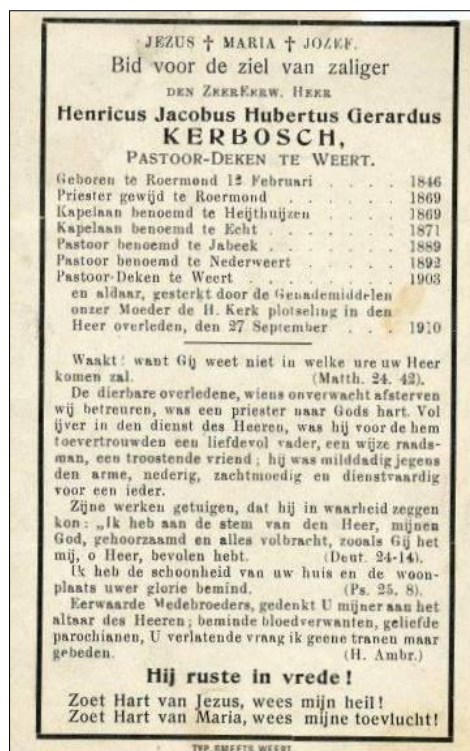 JEZUS † MARIA † JOZEF.
Bid voor de ziel van zaliger
DEN ZEEREERW. HEER
Henricus Jacobus Hubertus Gerardus
KERBOSCH,
PASTOOR-DEKEN TE WEERT.
Geboren te Roermond Februari . . . . 1846
Priester gewijd te Roermond . . . . . 1869
Kapelaan benoemd te Heijthuijzen . . . . 1869
Kapelaan benoemd te Echt . . . . . . 1871
Pastoor benoemd te Jabeek . . . . . 1889
Pastoor benoemd te Nederweert . . . . 1892
Pastoor-Deken te Weert . . . . . . 1903
en aldaar, gesterkt door de Genademiddelen
onzer Moeder de H. Kerk plotseling in den
Heer overleden, den 27 September . . . 1910
Waakt! want Gij weet niet in welke ure uw Heer
komen zal. (Matth. 24. 42).
De dierbare overledene, wiens onverwacht afsterven
wij betreuren, was een priester naar Gods hart. Vol
ijver in den dienst des Heeren, was hij voor de hem
toevertrouwden een liefdevol vader, een wijze raads-
man, een troostende vriend; hij was milddadig jegens
den arme, nederig, zachtmoedig en dienstvaardig
voor een ieder.
Zijne werken getuigen, dat hij in waarheid zeggen
kon: „Ik heb aan de stem van den Heer, mijnen
God, gehoorzaamd en alles volbracht, zooals Gij het
mij, o Heer, bevolen hebt. (Deut. 24-14).
Ik heb de schoonheid van uw huis en de woon-
plaats uwer glorie bemind. (Ps. 25, 8).
Eerwaarde Medebroeders, gedenkt U mijner aan het
altaar des Heeren; beminde bloedverwanten, geliefde
parochianen, U verlatende vraag ik geene tranen maar
gebeden. (H. Ambr.)
Hij ruste in vrede!
Zoet Hart van Jezus, wees mijn heil!
Zoet Hart van Maria, wees mijne toevlucht!
TYP. SMEETS WEERT